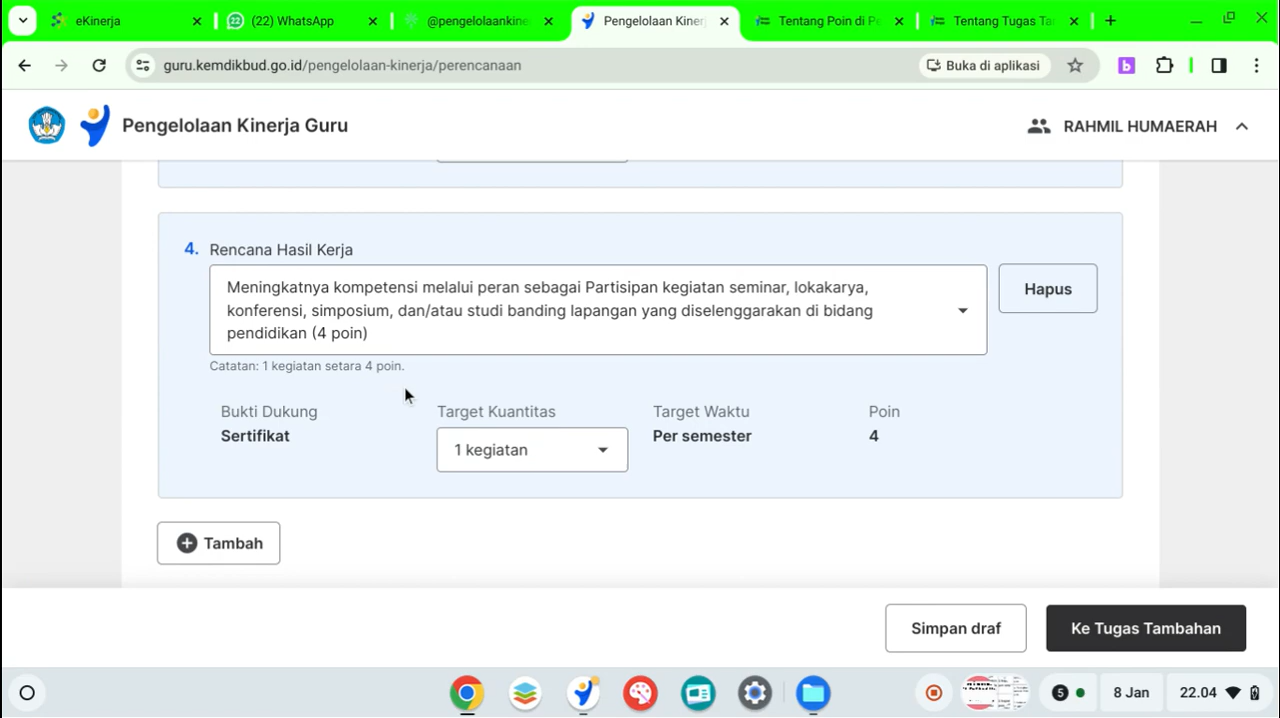 eKinerja
(22) WhatsApp
@pengelolaankine
Pengelolaan Kiner
Tentang Poin di Pe
Tentang Tugas Ta
guru.kemdikbud.go.id/pengelolaan-kinerja/perencanaan
Buka di aplikasi
Pengelolaan Kinerja Guru
RAHMIL HUMAERAH
4. Rencana Hasil Kerja
Meningkatnya kompetensi melalui peran sebagai Partisipan kegiatan seminar, lokakarya,
konferensi, simposium, dan/atau studi banding lapangan yang diselenggarakan di bidang
pendidikan (4 poin)
Hapus
Catatan: 1 kegiatan setara 4 poin.
Bukti Dukung Target Kuantitas Target Waktu Poin
Sertifikat 1 kegiatan Per semester 4
Tambah
Simpan draf
Ke Tugas Tambahan
5
8 Jan
22.04